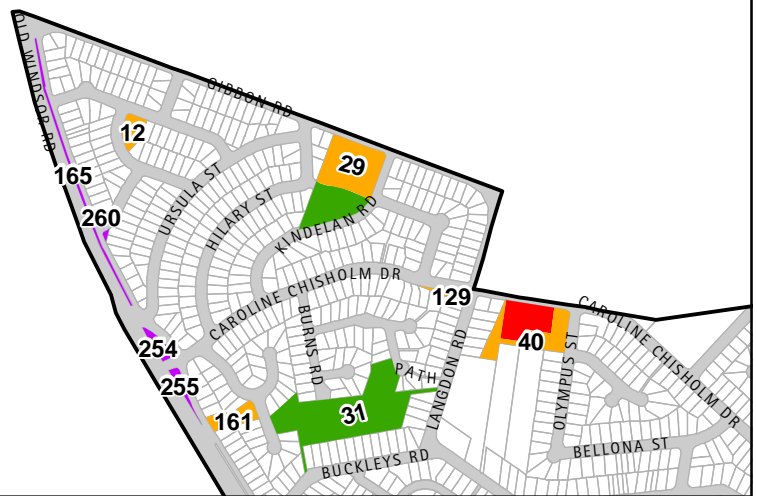 OLD WINDSOR RD
GIBBON RD
12
29
165
URSULA ST
HILARY ST
KINDELAN RD
260
CAROLINE CHISHOLM DR
129
CAROLINE CHISHOLM DR
BURNS RD
40
254
LANGDON RD
OLYMPUS ST
255
PATH
161
31
BELLONA ST
BUCKLEYS RD